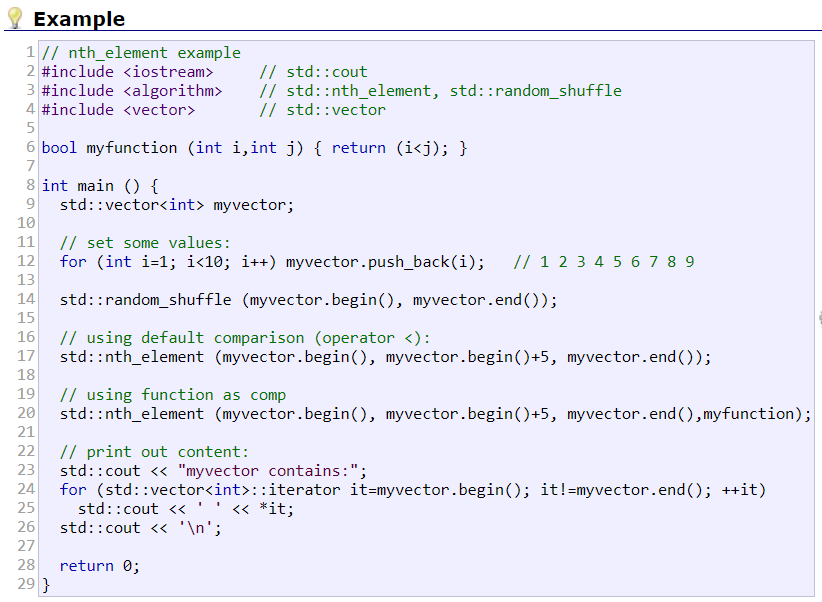 Example
1 // nth_element example
2 #include <iostream>     // std::cout
3 #include <algorithm>    // std::nth_element, std::random_shuffle
4 #include <vector>       // std::vector
5
6 bool myfunction (int i,int j) { return (i<j); }
7
8 int main () {
9   std::vector<int> myvector;
10
11   // set some values:
12   for (int i=1; i<10; i++) myvector.push_back(i);   // 1 2 3 4 5 6 7 8 9
13
14   std::random_shuffle (myvector.begin(), myvector.end());
15
16   // using default comparison (operator <):
17   std::nth_element (myvector.begin(), myvector.begin()+5, myvector.end());
18
19   // using function as comp
20   std::nth_element (myvector.begin(), myvector.begin()+5, myvector.end(),myfunction);
21
22   // print out content:
23   std::cout << "myvector contains:";
24   for (std::vector<int>::iterator it=myvector.begin(); it!=myvector.end(); ++it)
25     std::cout << ' ' << *it;
26   std::cout << '\n';
27
28   return 0;
29 }